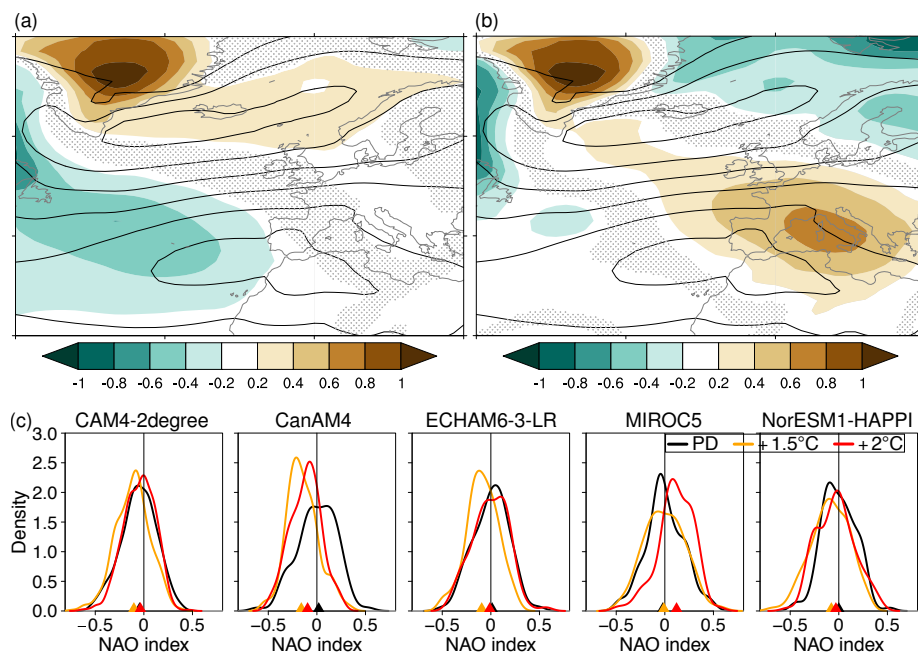 (a) (b)
-1 -0.8 -0.6 -0.4 -0.2 0.2 0.4 0.6 0.8 1 -1 -0.8 -0.6 -0.4 -0.2 0.2 0.4 0.6 0.8 1
(c) CAM4-2degree CanAM4 ECHAM6-3-LR MIROC5 NorESM1-HAPPI
PD +1.5°C +2°C
3.0
2.5
2.0
1.5
1.0
0.5
0.0
Density
−0.5 0 0.5 −0.5 0 0.5 −0.5 0 0.5 −0.5 0 0.5 −0.5 0 0.5
NAO index NAO index NAO index NAO index NAO index